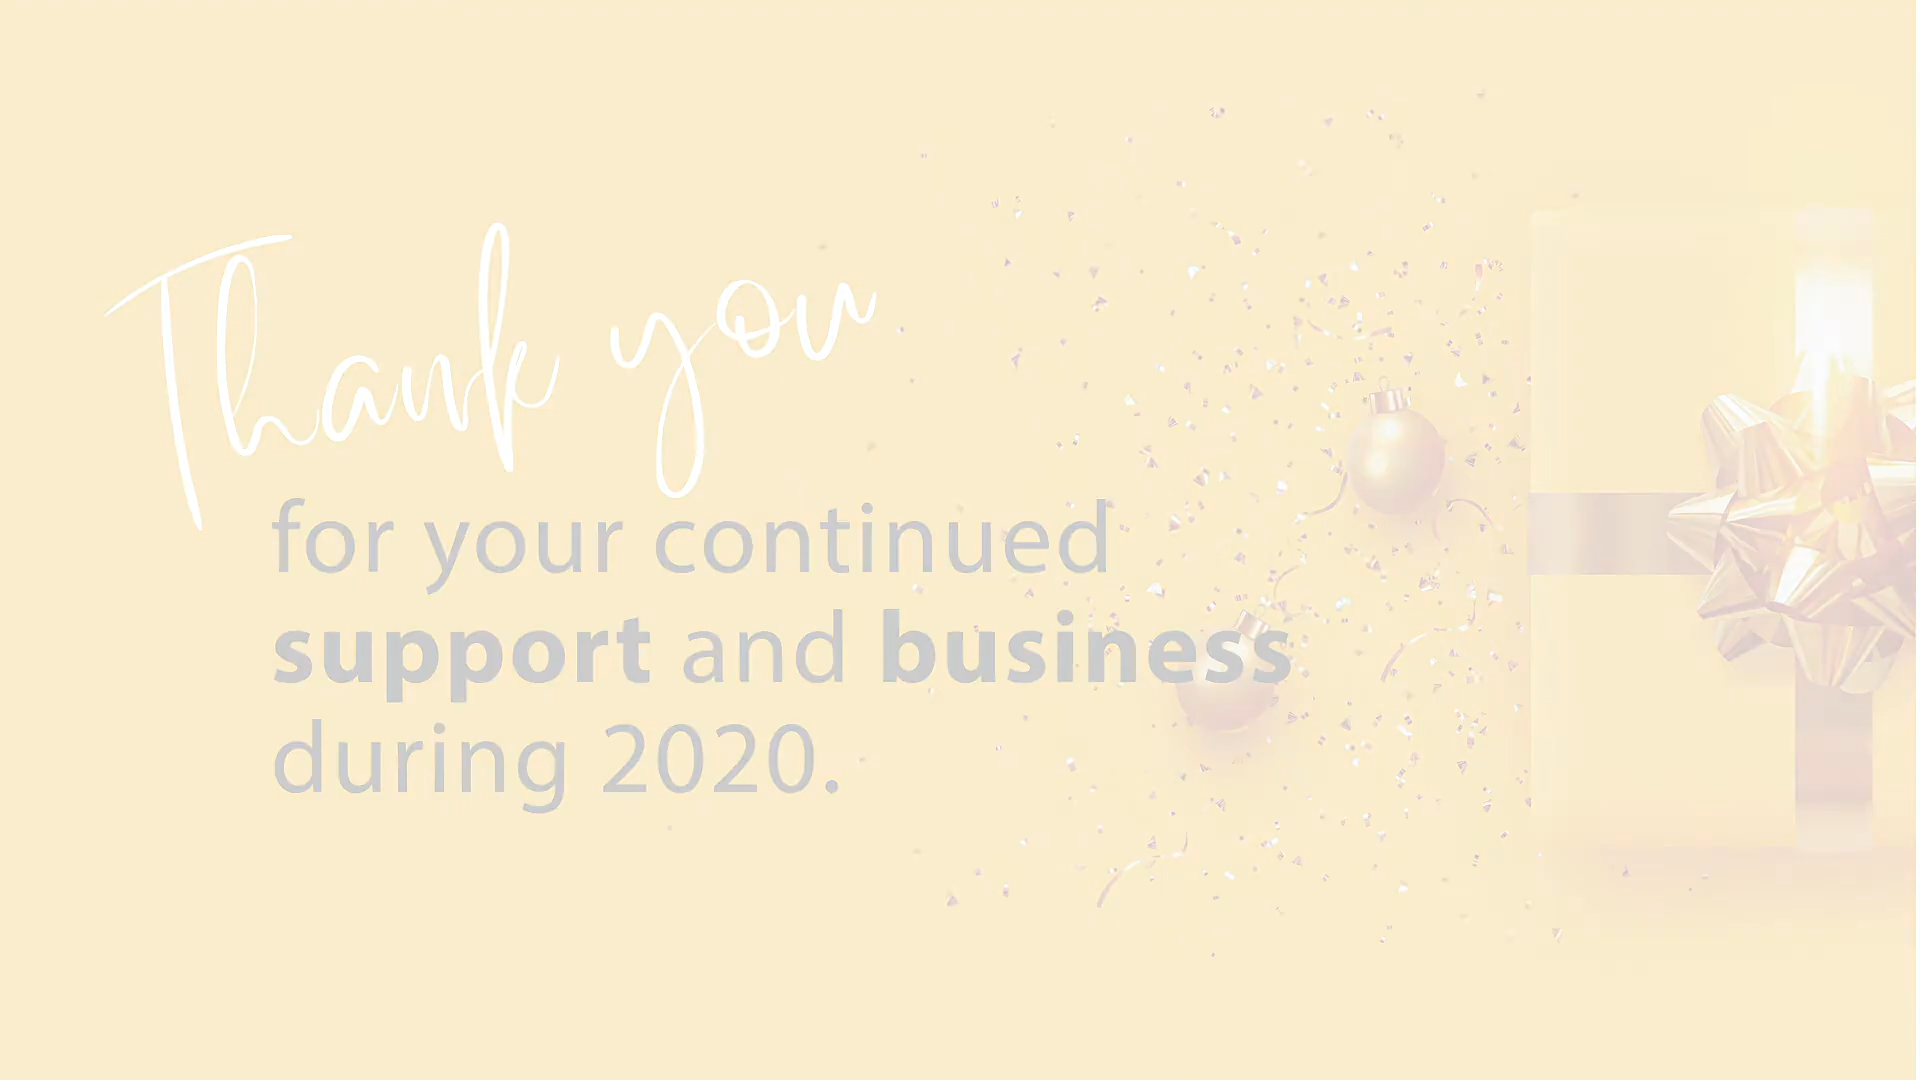 Thank you
for your continued
support and business
during 2020.